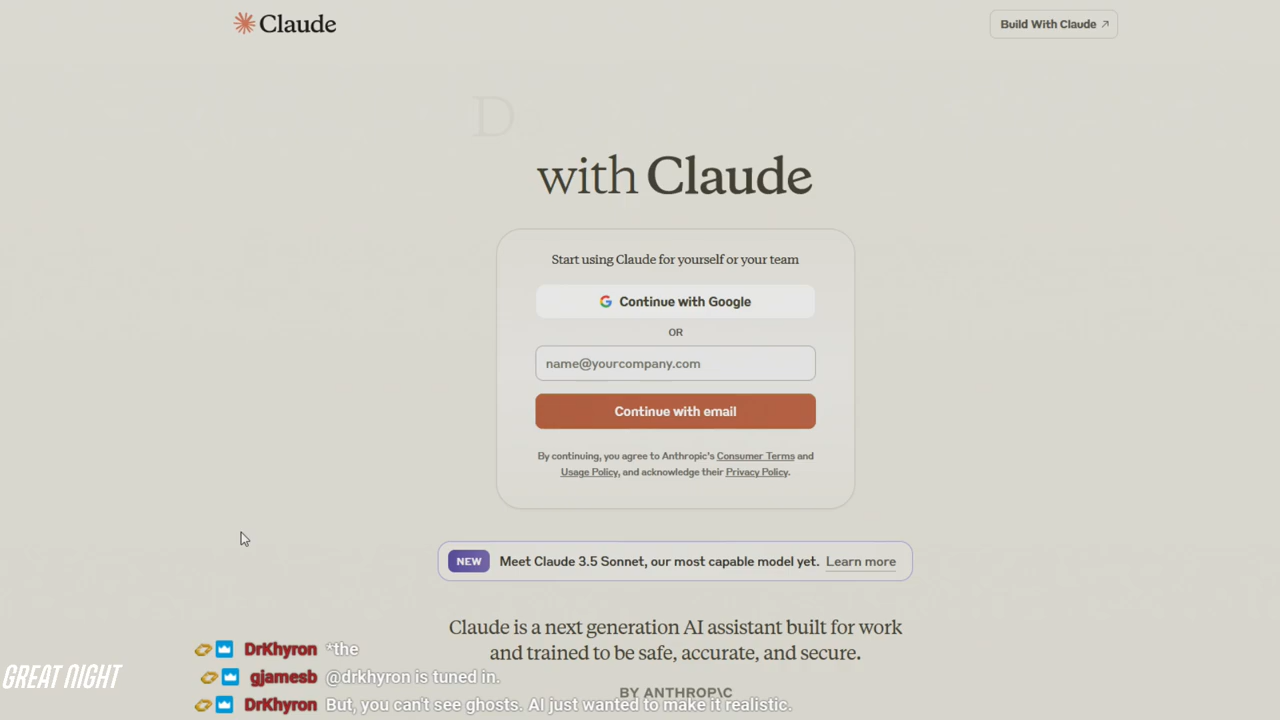 Claude
Build With Claude
D
with Claude
Start using Claude for yourself or your team
Continue with Google
OR
name@yourcompany.com
Continue with email
By continuing, you agree to Anthropic's Consumer Terms and
Usage Policy, and acknowledge their Privacy Policy.
NEW Meet Claude 3.5 Sonnet, our most capable model yet. Learn more
Claude is a next generation AI assistant built for work
and trained to be safe, accurate, and secure.
BY ANTHROP\C
DrKhyron *the
gjamesb @drkhyron is tuned in.
DrKhyron But, you can't see ghosts. AI just wanted to make it realistic.
GREAT NIGHT